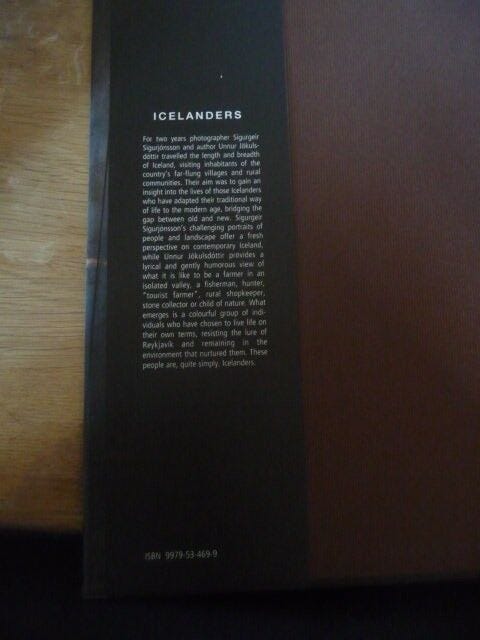 ICELANDERS
For two years photographer Sigurgeir
Sigurjónsson and author Unnur Jökuls-
dóttir travelled the length and breadth
of Iceland, visiting inhabitants of the
country's far-flung villages and rural
communities. Their aim was to gain an
insight into the lives of those Icelanders
who have adapted their traditional way
of life to the modern age, bridging the
gap between old and new. Sigurgeir
Sigurjónsson's challenging portraits of
people and landscape offer a fresh
perspective on contemporary Iceland,
while Unnur Jökulsdóttir provides a
lyrical and gently humorous view of
what it is like to be a farmer in an
isolated valley, a fisherman, hunter,
"tourist farmer", rural shopkeeper,
stone collector or child of nature. What
emerges is a colourful group of indi-
viduals who have chosen to live life on
their own terms, resisting the lure of
Reykjavík and remaining in the
environment that nurtured them. These
people are, quite simply, Icelanders.
ISBN 9979-53-469-9